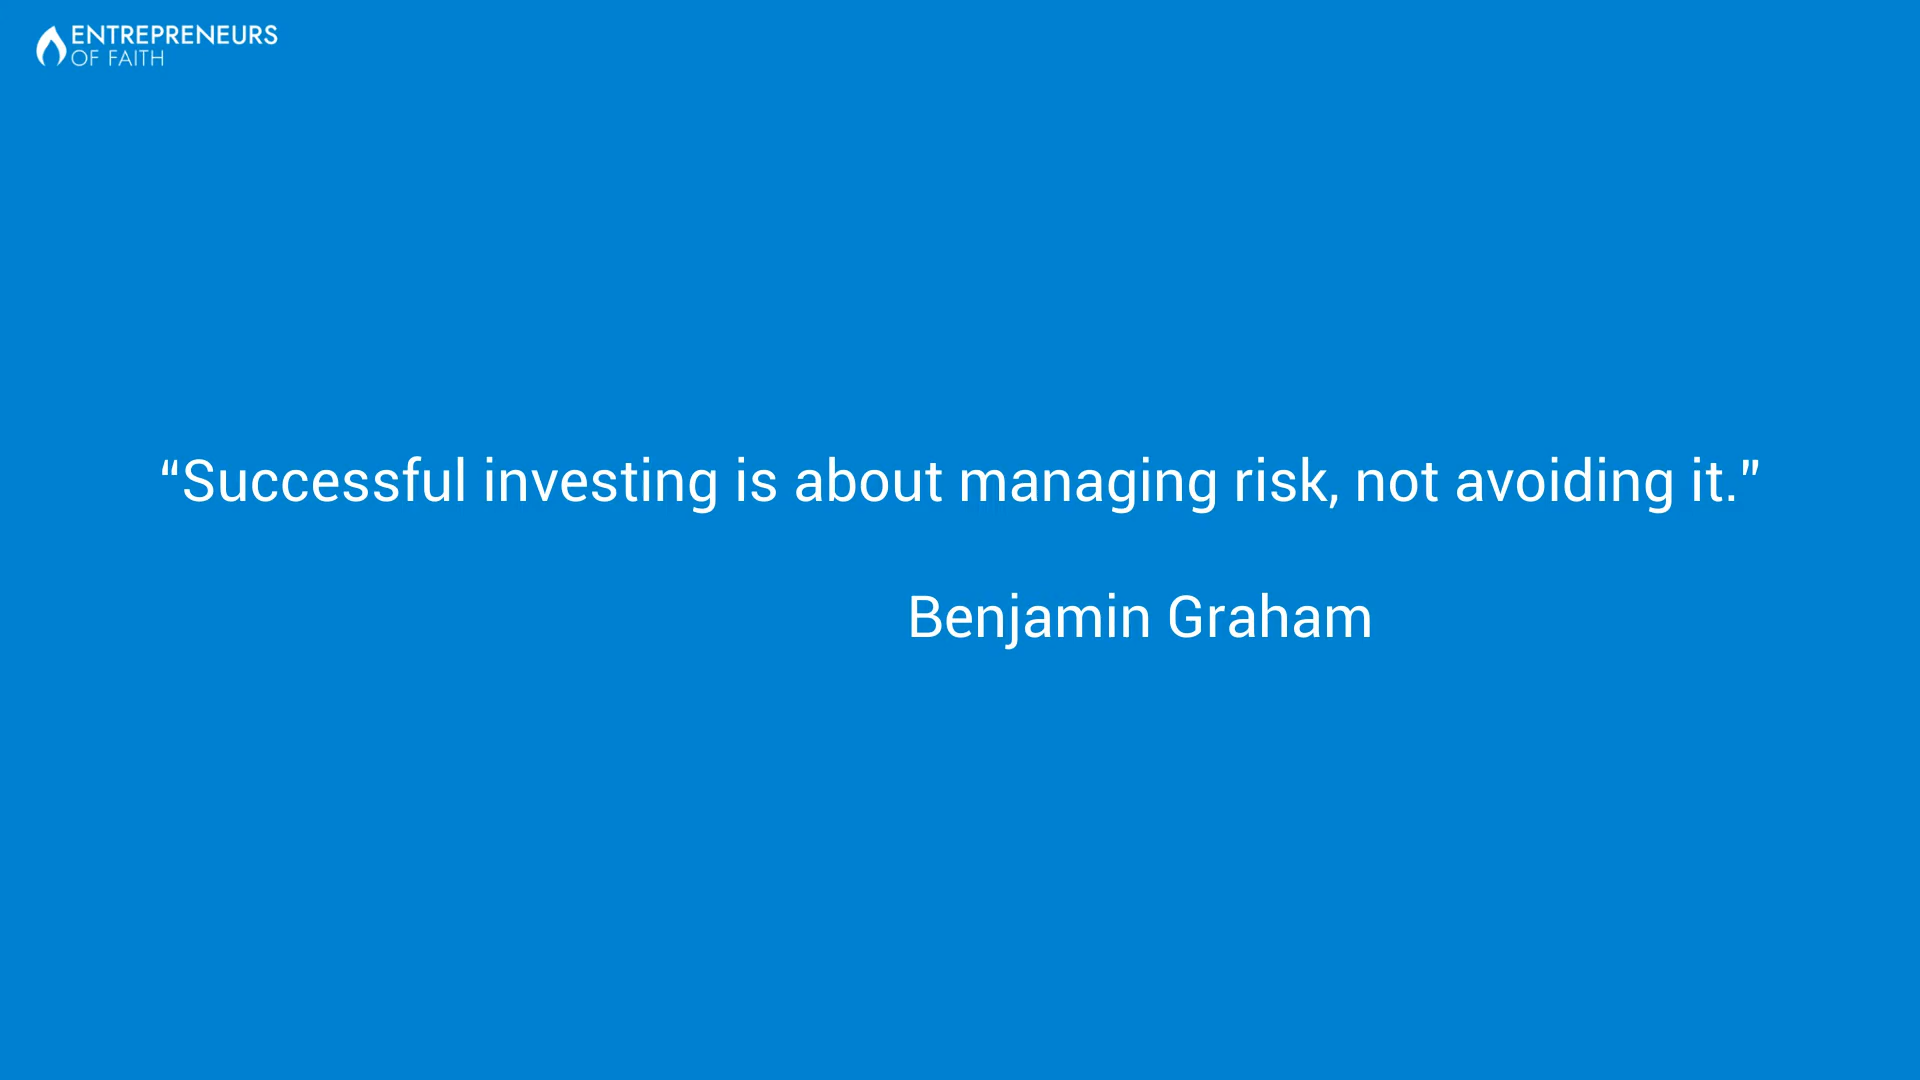 ENTREPRENEURS
OF FAITH
“Successful investing is about managing risk, not avoiding it.”
Benjamin Graham